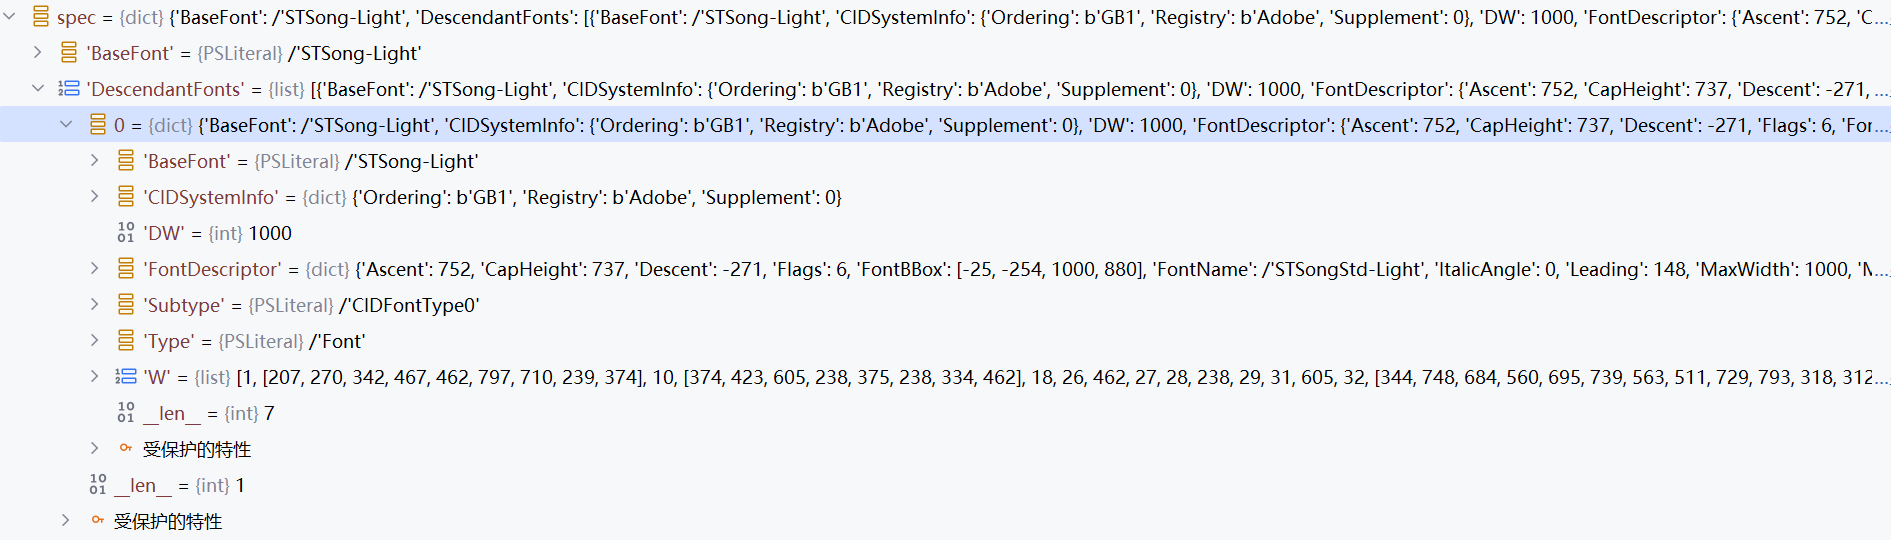 spec = {dict} {'BaseFont': /'STSong-Light', 'DescendantFonts': [{'BaseFont': /'STSong-Light', 'CIDSystemInfo': {'Ordering': b'GB1', 'Registry': b'Adobe', 'Supplement': 0}, 'DW': 1000, 'FontDescriptor': {'Ascent': 752, 'C...
'BaseFont' = {PSLiteral} /'STSong-Light'
'DescendantFonts' = {list} [{'BaseFont': /'STSong-Light', 'CIDSystemInfo': {'Ordering': b'GB1', 'Registry': b'Adobe', 'Supplement': 0}, 'DW': 1000, 'FontDescriptor': {'Ascent': 752, 'CapHeight': 737, 'Descent': -271, ...
0 = {dict} {'BaseFont': /'STSong-Light', 'CIDSystemInfo': {'Ordering': b'GB1', 'Registry': b'Adobe', 'Supplement': 0}, 'DW': 1000, 'FontDescriptor': {'Ascent': 752, 'CapHeight': 737, 'Descent': -271, 'Flags': 6, 'For...
'BaseFont' = {PSLiteral} /'STSong-Light'
'CIDSystemInfo' = {dict} {'Ordering': b'GB1', 'Registry': b'Adobe', 'Supplement': 0}
'DW' = {int} 1000
'FontDescriptor' = {dict} {'Ascent': 752, 'CapHeight': 737, 'Descent': -271, 'Flags': 6, 'FontBBox': [-25, -254, 1000, 880], 'FontName': /'STSongStd-Light', 'ItalicAngle': 0, 'Leading': 148, 'MaxWidth': 1000, 'M...
'Subtype' = {PSLiteral} /'CIDFontType0'
'Type' = {PSLiteral} /'Font'
'W' = {list} [1, [207, 270, 342, 467, 462, 797, 710, 239, 374], 10, [374, 423, 605, 238, 375, 238, 334, 462], 18, 26, 462, 27, 28, 238, 29, 31, 605, 32, [344, 748, 684, 560, 695, 739, 563, 511, 729, 793, 318, 312...
__len__ = {int} 7
受保护的特性
__len__ = {int} 1
受保护的特性